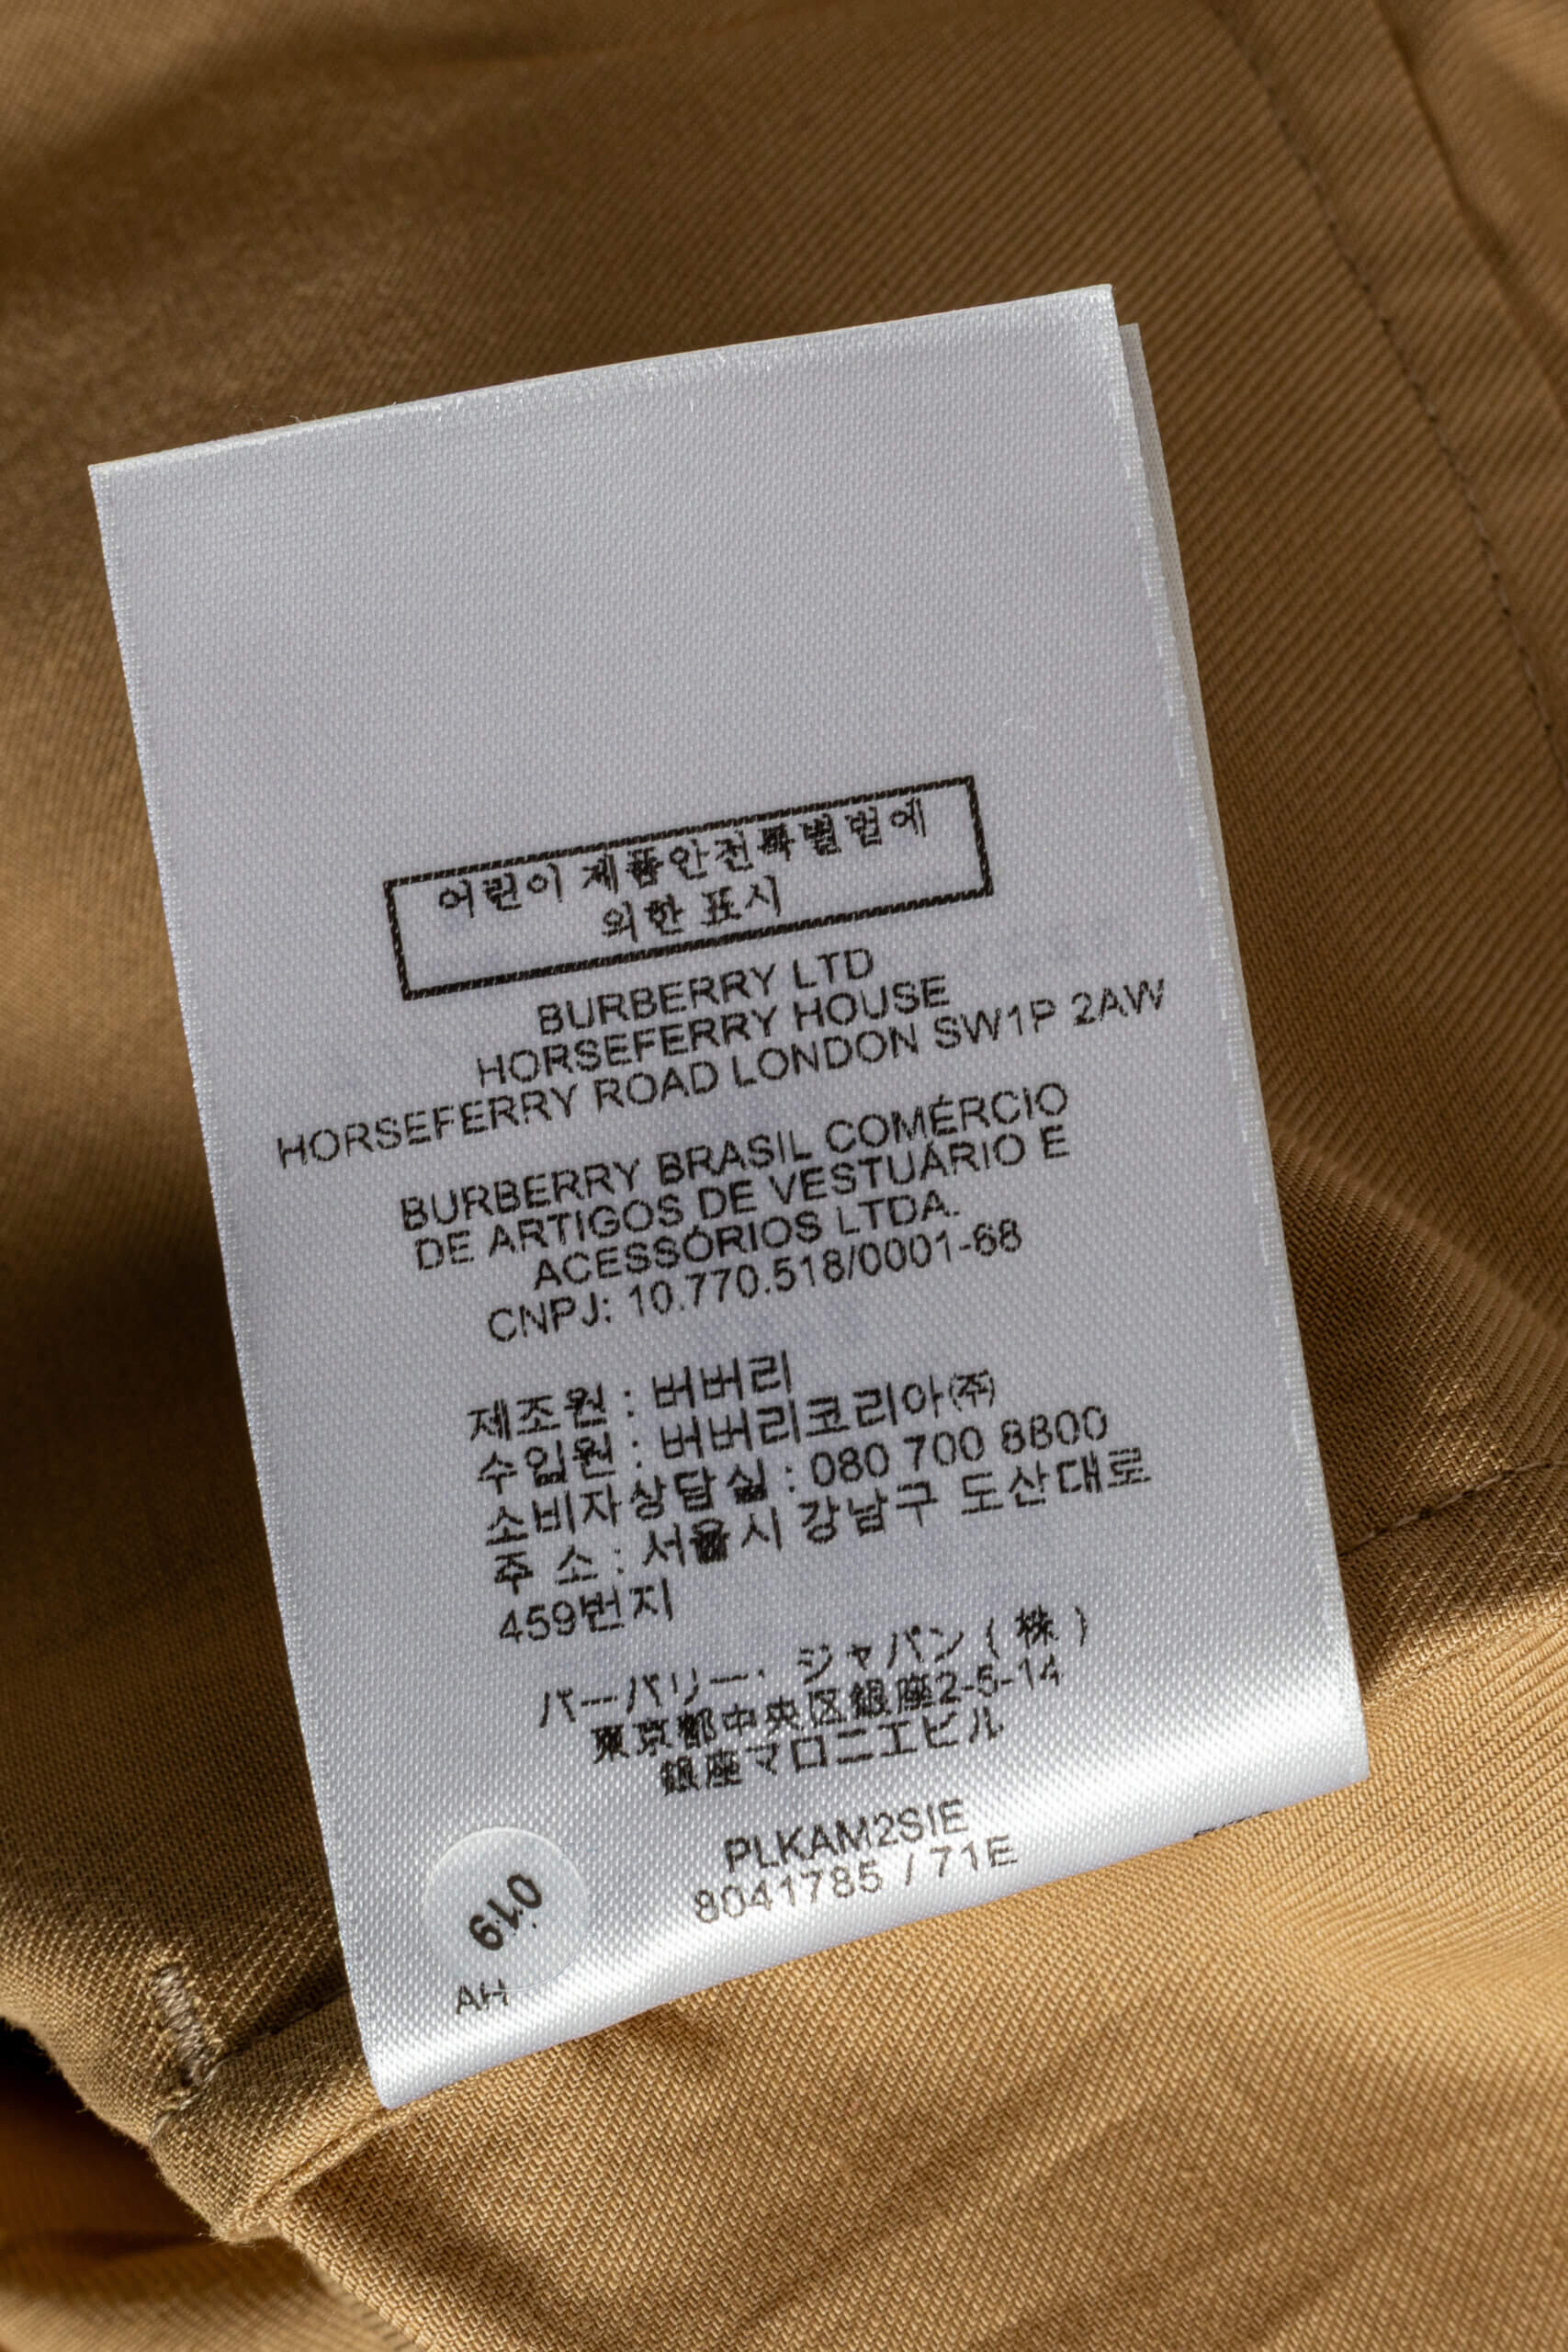 어린이 제품안전특별법에
의한 표시
BURBERRY LTD
HORSEFERRY HOUSE
HORSEFERRY ROAD LONDON SW1P 2AW
BURBERRY BRASIL COMÉRCIO
DE ARTIGOS DE VESTUÁRIO E
ACESSÓRIOS LTDA.
CNPJ: 10.770.518/0001-68
제조원 : 버버리
수입원 : 버버리코리아㈜
소비자상담실 : 080 700 8800
주 소 : 서울시 강남구 도산대로
459번지
バーバリー・ジャパン ( 株 )
東京都中央区銀座2-5-14
銀座マロニエビル
PLKAM2SIE
8041785 / 71E
019
AH